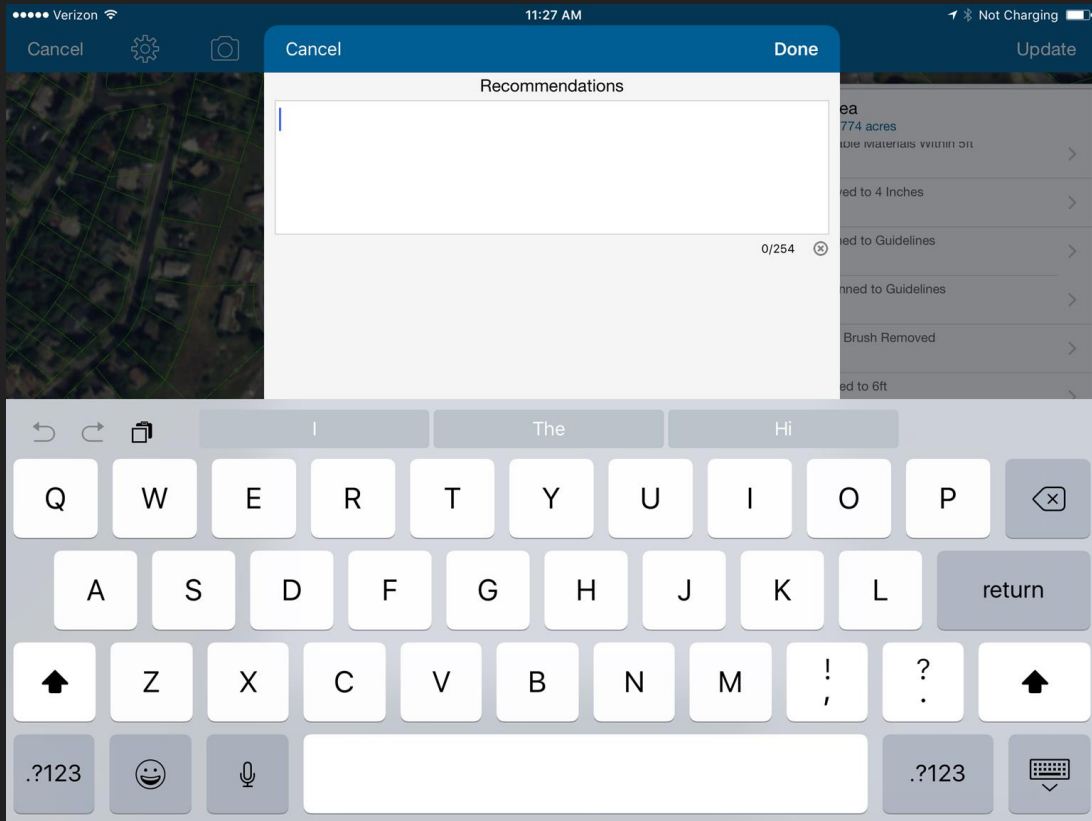 Verizon 11:27 AM Not Charging
Cancel Cancel Done Update
Recommendations
ea
774 acres
able Materials Within 5ft
ved to 4 Inches
0/254
ned to Guidelines
nned to Guidelines
Brush Removed
ed to 6ft
I The Hi
Q W E R T Y U I O P
A S D F G H J K L return
Z X C V B N M ! , ? .
.?123 .?123